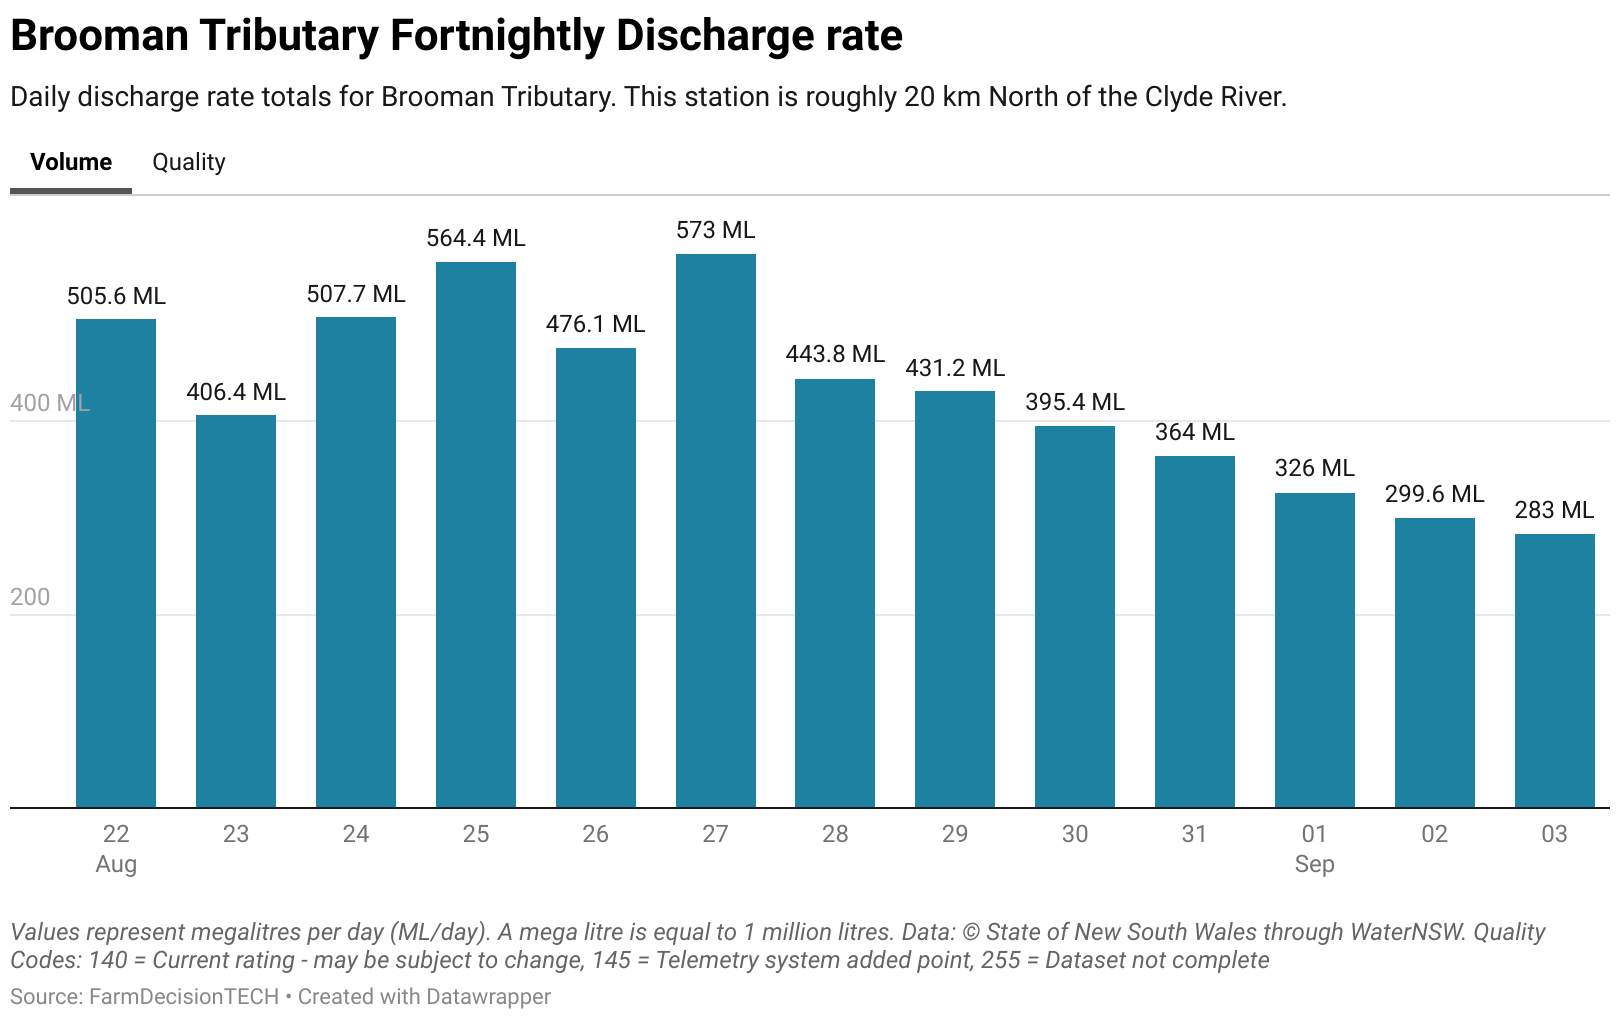 Brooman Tributary Fortnightly Discharge rate
Daily discharge rate totals for Brooman Tributary. This station is roughly 20 km North of the Clyde River.
Volume Quality
573 ML
564.4 ML
507.7 ML
505.6 ML
476.1 ML
443.8 ML
431.2 ML
406.4 ML
395.4 ML
400 ML
364 ML
326 ML
299.6 ML
283 ML
200
22 23 24 25 26 27 28 29 30 31 01 02 03
Aug Sep
Values represent megalitres per day (ML/day). A mega litre is equal to 1 million litres. Data: © State of New South Wales through WaterNSW. Quality
Codes: 140 = Current rating - may be subject to change, 145 = Telemetry system added point, 255 = Dataset not complete
Source: FarmDecisionTECH • Created with Datawrapper